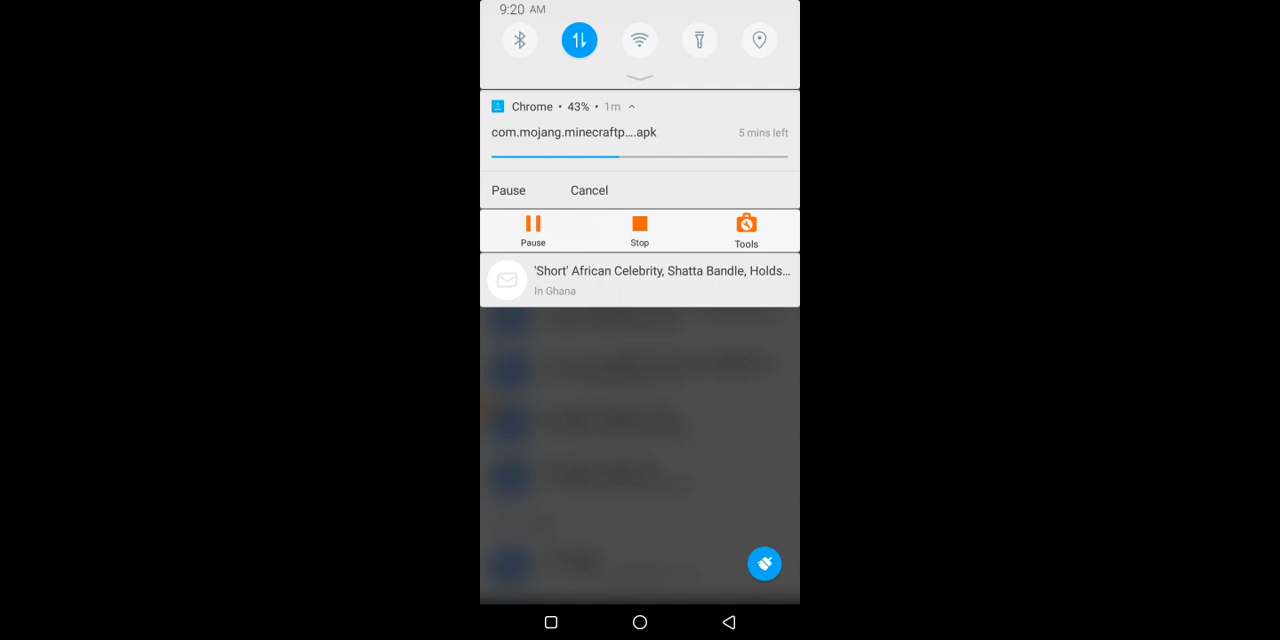 9:20 AM
Chrome • 43% • 1m
com.mojang.minecraftp....apk
5 mins left
Pause Cancel
Pause Stop Tools
'Short' African Celebrity, Shatta Bandle, Holds...
In Ghana